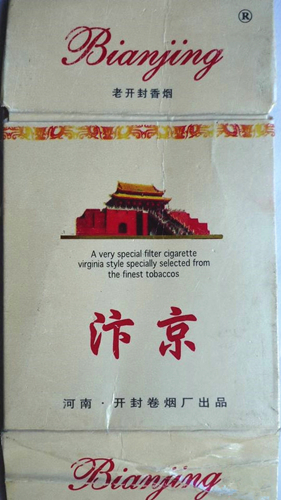 Bianjing
®
老开封香烟
A very special filter cigarette
virginia style specially selected from
the finest tobaccos
汴京
河南·开封卷烟厂出品
Bianjing